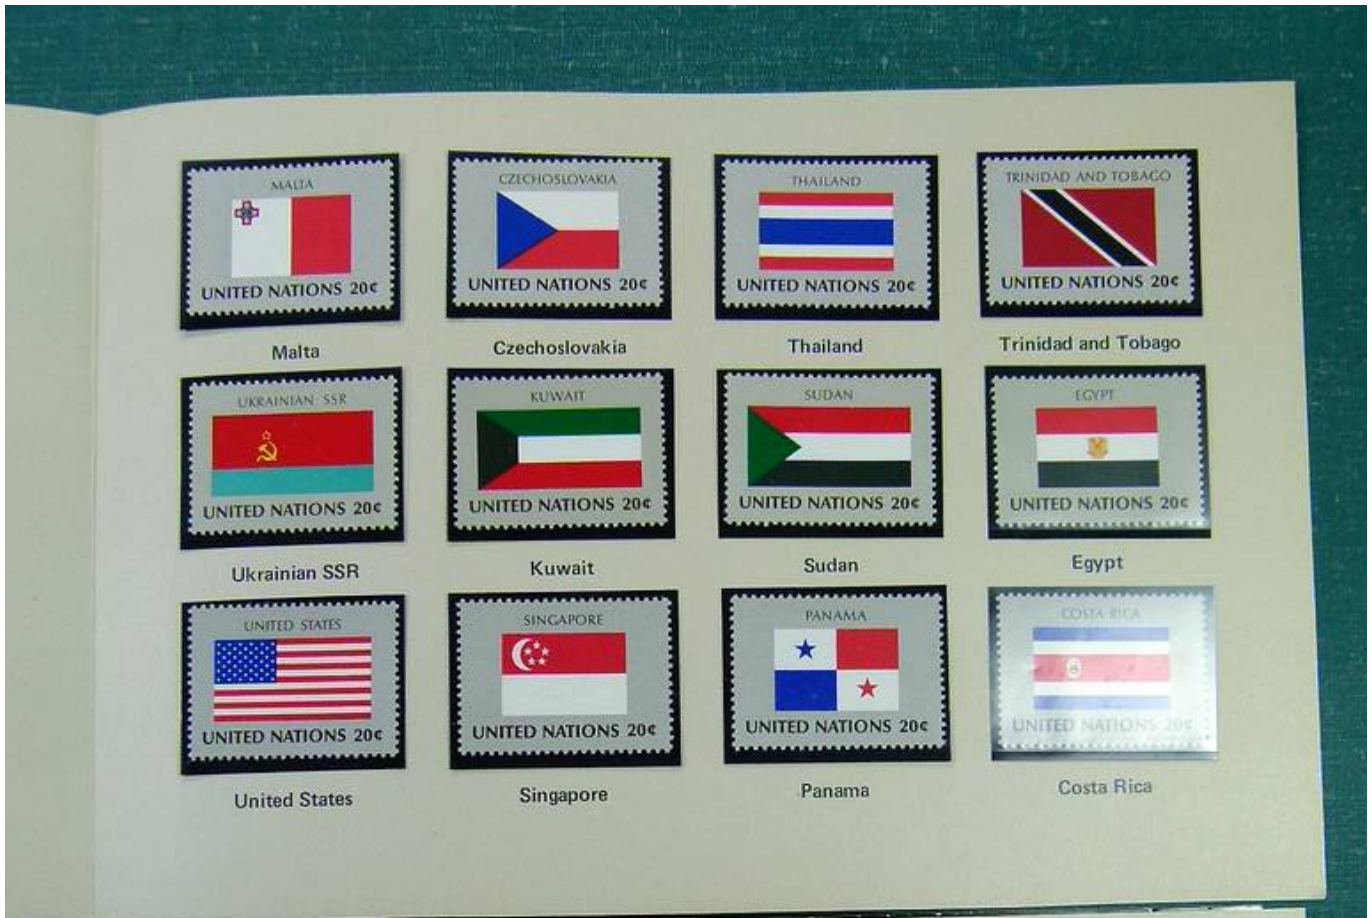 MALTA
UNITED NATIONS 20¢
Malta
CZECHOSLOVAKIA
UNITED NATIONS 20¢
Czechoslovakia
THAILAND
UNITED NATIONS 20¢
Thailand
TRINIDAD AND TOBAGO
UNITED NATIONS 20¢
Trinidad and Tobago
UKRAINIAN SSR
UNITED NATIONS 20¢
Ukrainian SSR
KUWAIT
UNITED NATIONS 20¢
Kuwait
SUDAN
UNITED NATIONS 20¢
Sudan
EGYPT
UNITED NATIONS 20¢
Egypt
UNITED STATES
UNITED NATIONS 20¢
United States
SINGAPORE
UNITED NATIONS 20¢
Singapore
PANAMA
UNITED NATIONS 20¢
Panama
COSTA RICA
UNITED NATIONS 20¢
Costa Rica